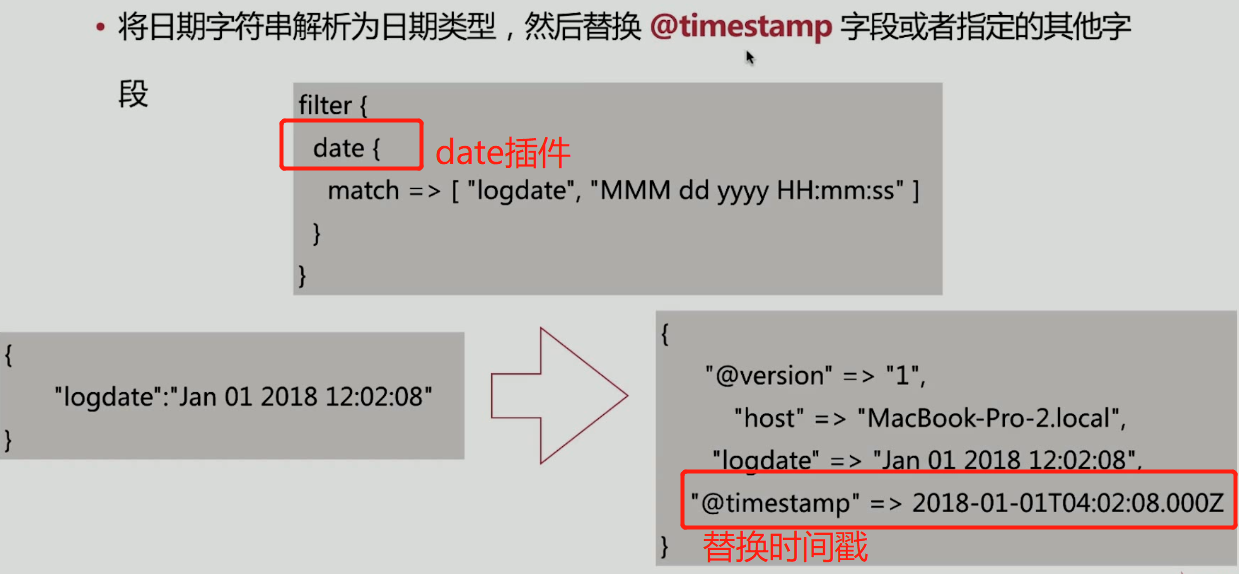 • 将日期字符串解析为日期类型，然后替换 @timestamp 字段或者指定的其他字
段
filter {
date {
date插件
match => [ "logdate", "MMM dd yyyy HH:mm:ss" ]
}
}
{
"logdate":"Jan 01 2018 12:02:08"
}
{
"@version" => "1",
"host" => "MacBook-Pro-2.local",
"logdate" => "Jan 01 2018 12:02:08",
"@timestamp" => 2018-01-01T04:02:08.000Z
}
替换时间戳